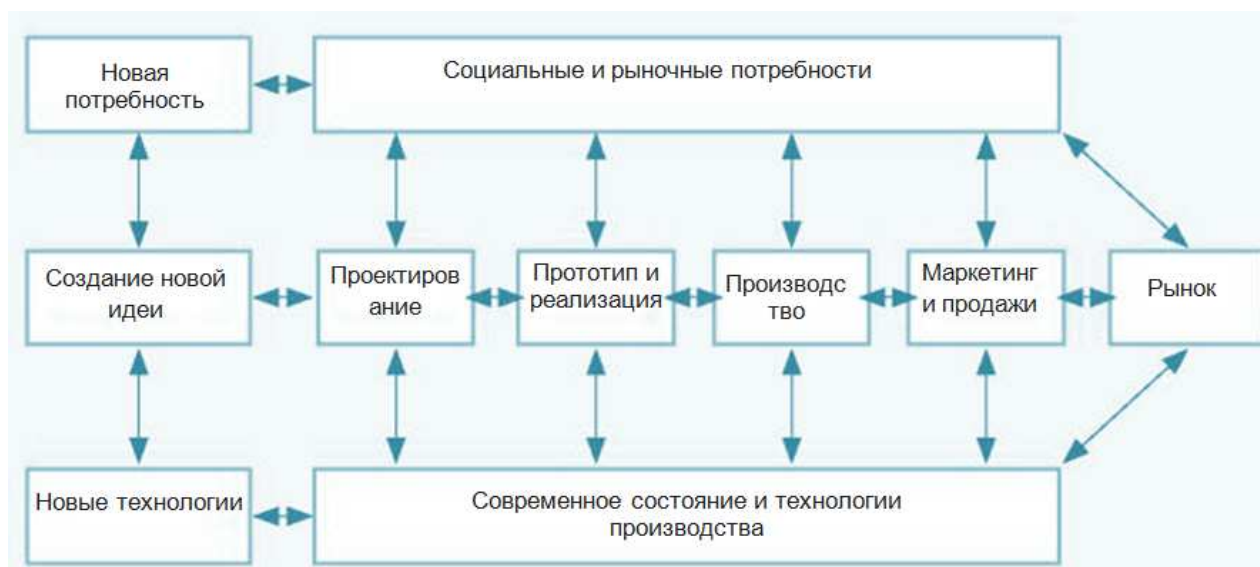 Новая
потребность
Социальные и рыночные потребности
Создание новой
идеи
Проектиров
ание
Прототип и
реализация
Производс
тво
Маркетинг
и продажи
Рынок
Новые технологии
Современное состояние и технологии
производства